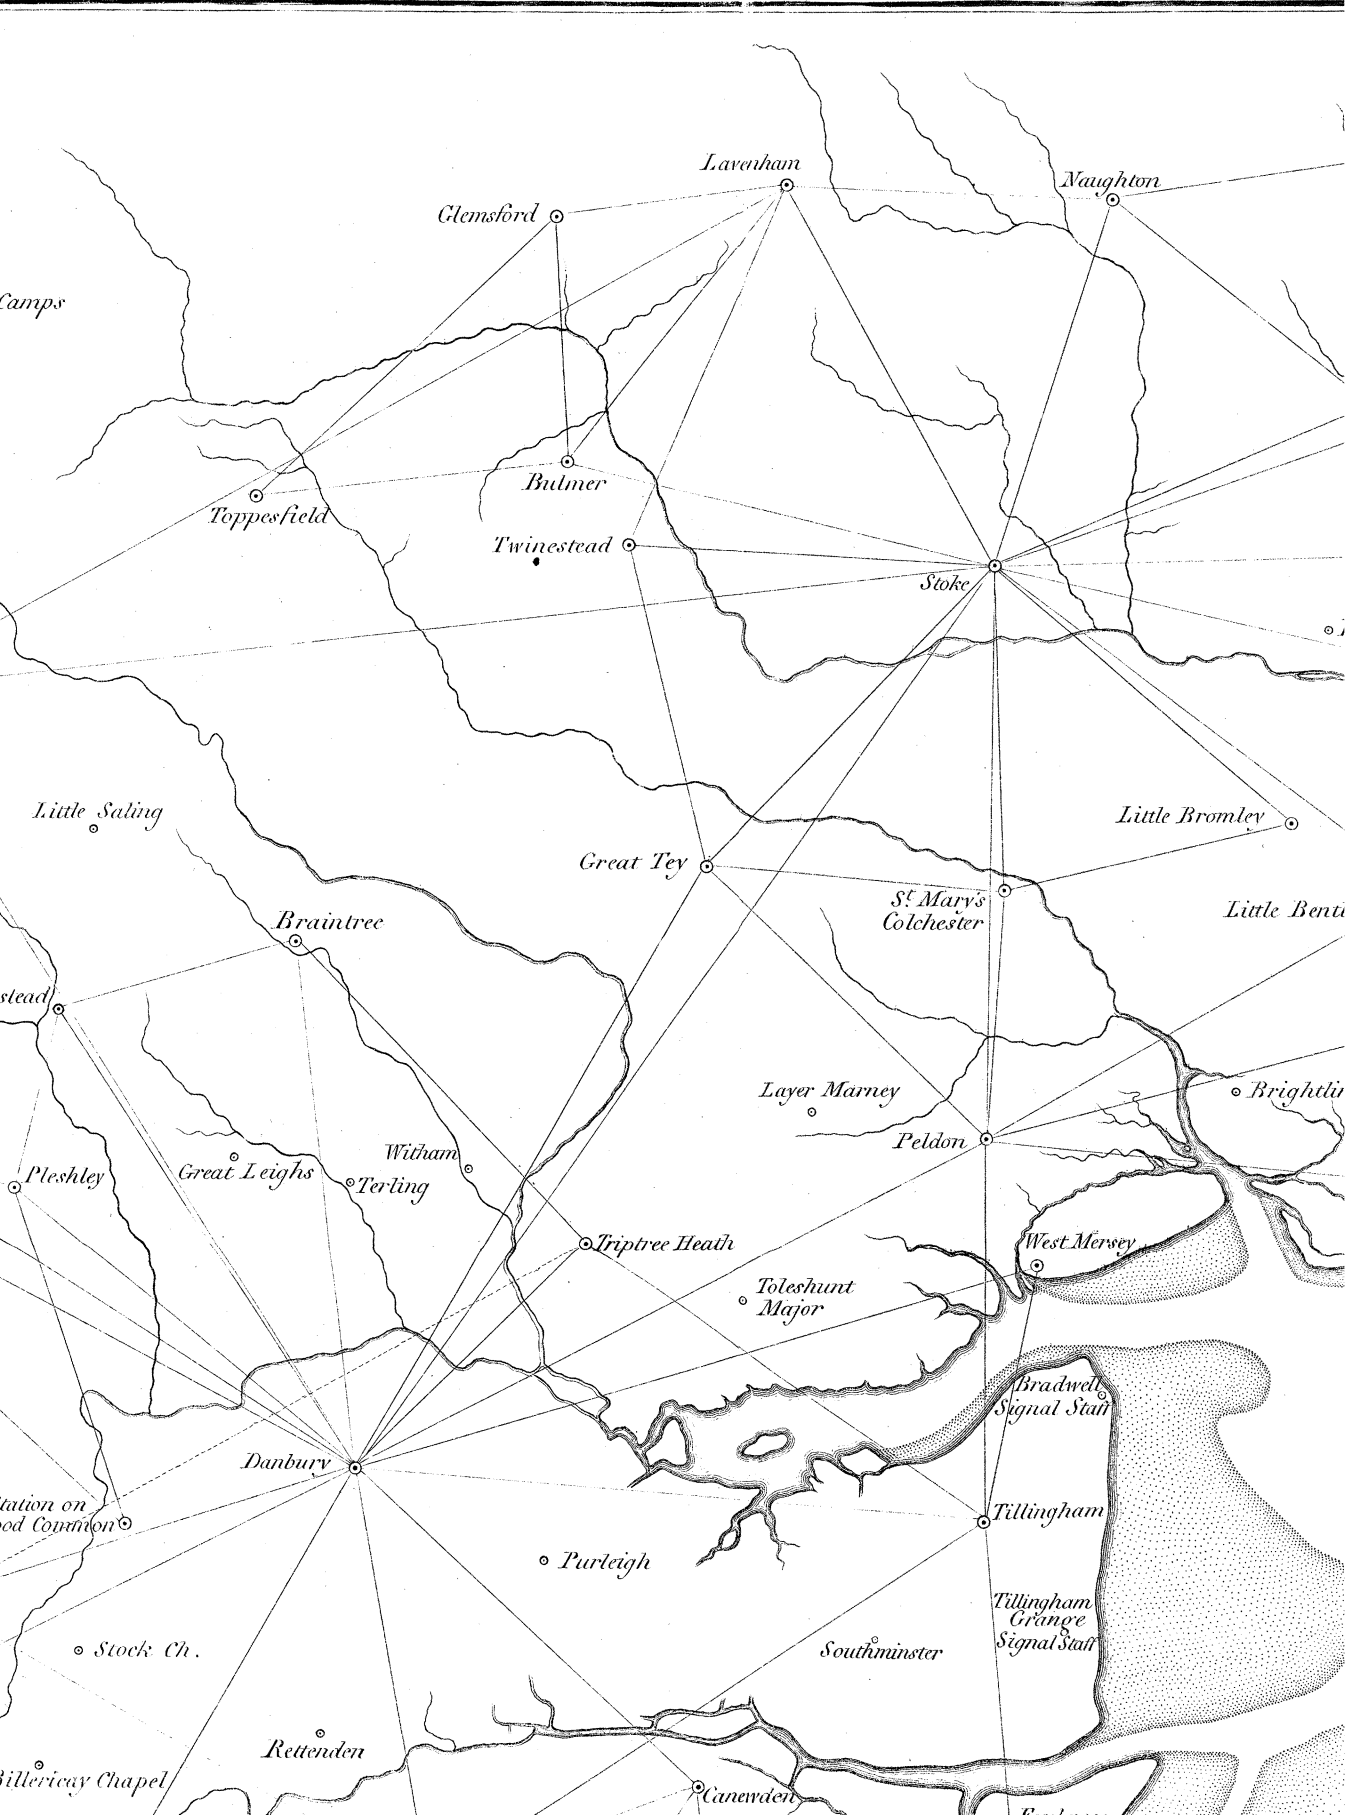 Lavenham
Naughton
Glemsford
Camps
Bulmer
Toppesfield
Twinestead
Stoke
Little Saling
Little Bromley
Great Tey
St. Mary's
Colchester
Little Bentl
Braintree
stead
Layer Marney
Brightlin
Peldon
Witham
Great Leighs
Pleshley
Terling
Triptree Heath
West Mersey
Toleshunt
Major
Bradwell
Signal Staff
Danbury
tation on
ood Common
Tillingham
Purleigh
Tillingham
Grange
Signal Staff
Stock Ch.
Southminster
Rettenden
Billericay Chapel
Canewden